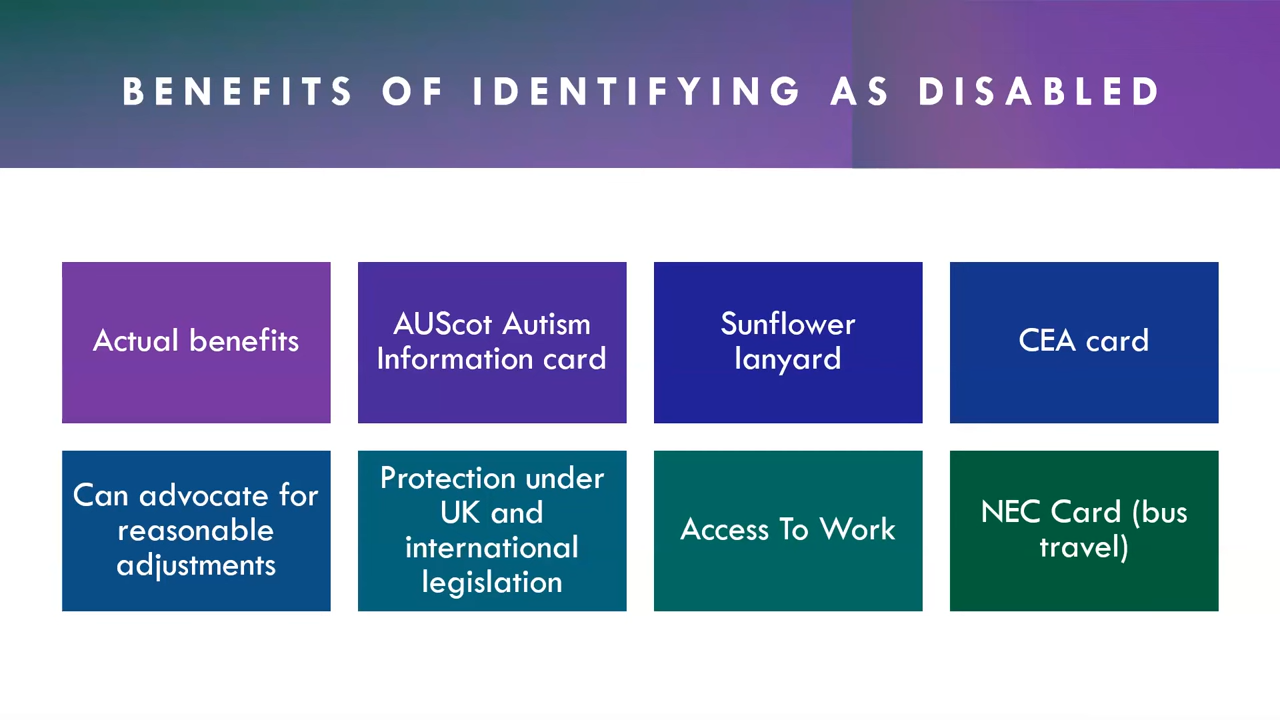 BENEFITS OF IDENTIFYING AS DISABLED
Actual benefits
AUScot Autism
Information card
Sunflower
lanyard
CEA card
Can advocate for
reasonable
adjustments
Protection under
UK and
international
legislation
Access To Work
NEC Card (bus
travel)